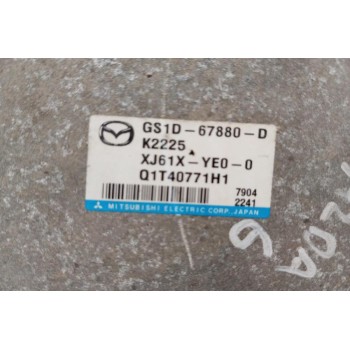 GS1D-67880-D
K2225
XJ61X-YE0-0
Q1T40771H1
7904
2241
MITSUBISHI ELECTRIC CORP. JAPAN